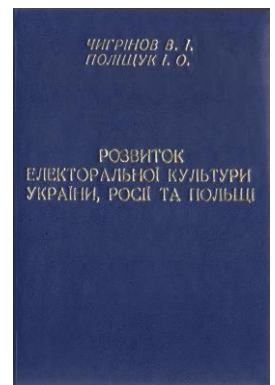 ЧИГРІНОВ В. І.
ПОЛІЩУК І. О.
РОЗВИТОК
ЕЛЕКТОРАЛЬНОЇ КУЛЬТУРИ
УКРАЇНИ, РОСІЇ ТА ПОЛЬЩІ